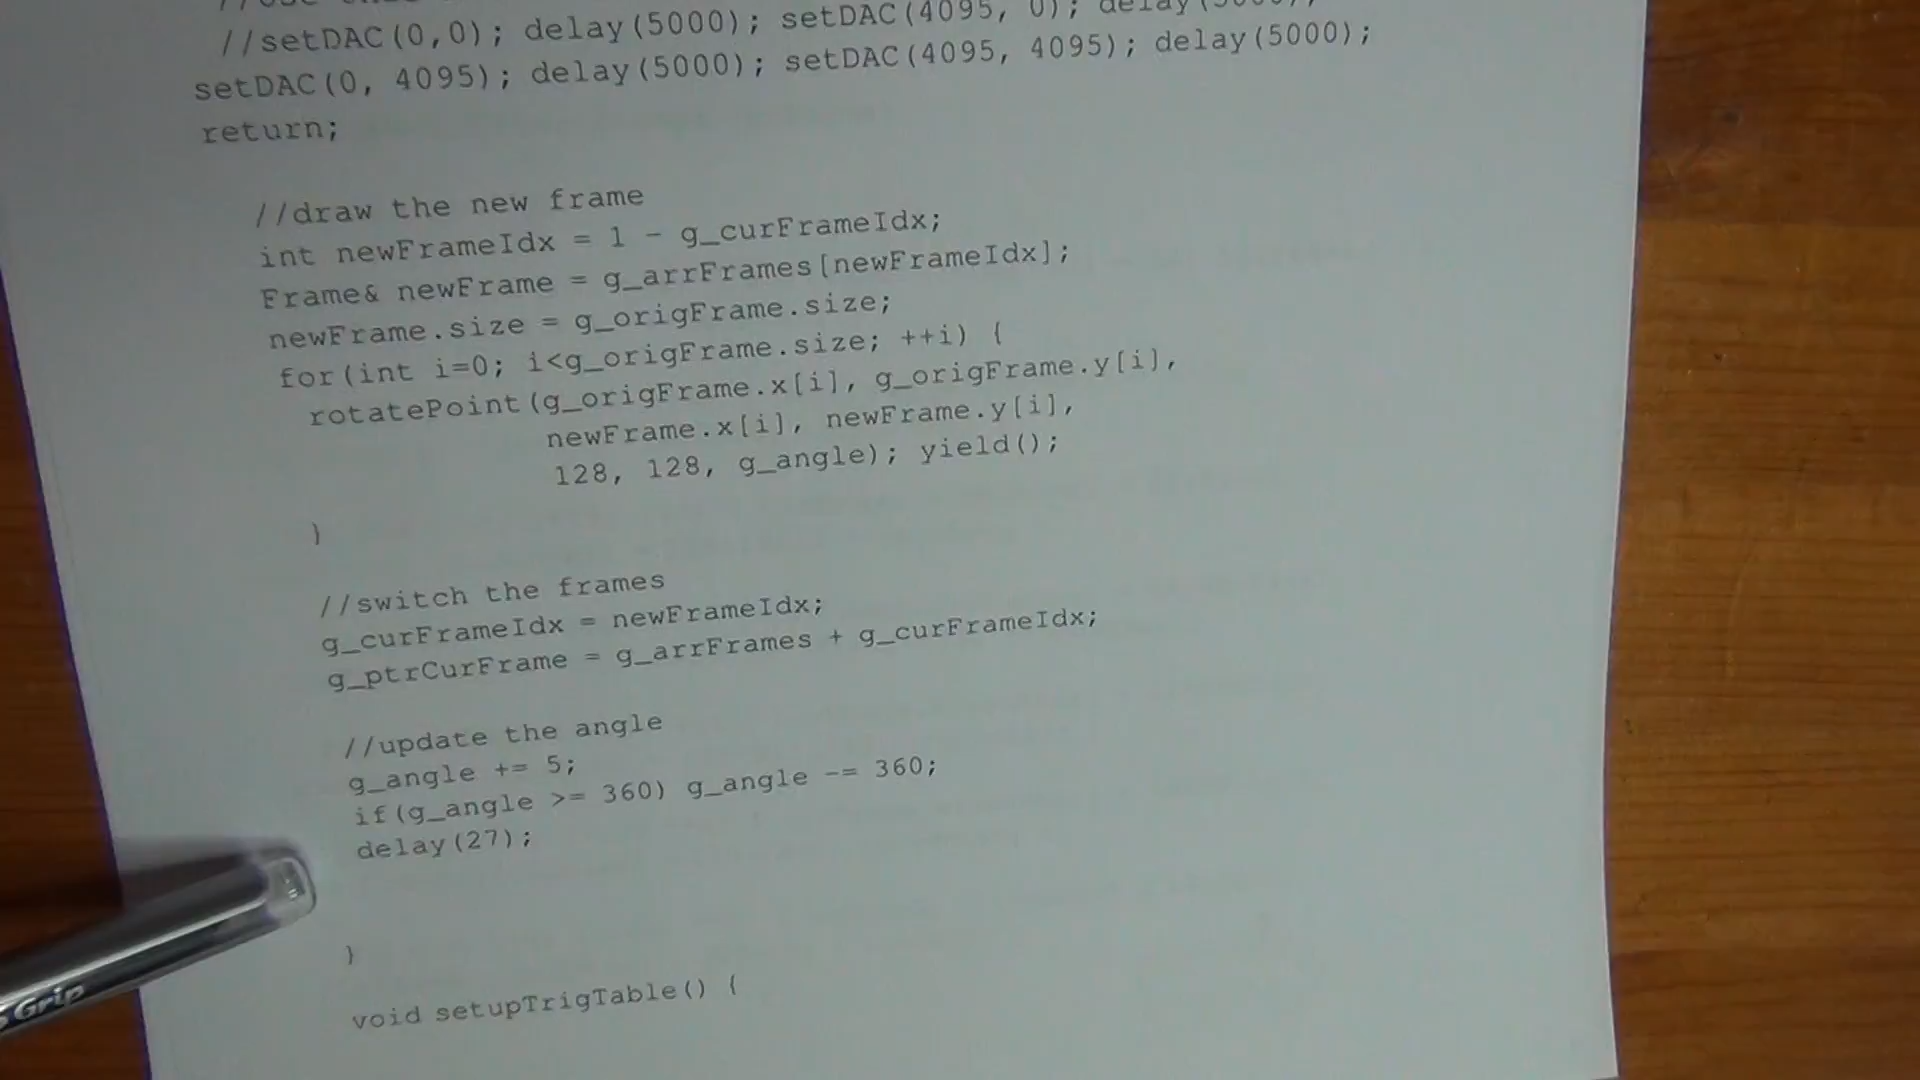 //setDAC(0,0); delay(5000); setDAC(4095, 0); delay(5000);
setDAC(0, 4095); delay(5000); setDAC(4095, 4095); delay(5000);
return;
//draw the new frame
int newFrameIdx = 1 - g_curFrameIdx;
Frame& newFrame = g_arrFrames[newFrameIdx];
newFrame.size = g_origFrame.size;
for(int i=0; i<g_origFrame.size; ++i) {
rotatePoint(g_origFrame.x[i], g_origFrame.y[i],
newFrame.x[i], newFrame.y[i],
128, 128, g_angle); yield();
}
//switch the frames
g_curFrameIdx = newFrameIdx;
g_ptrCurFrame = g_arrFrames + g_curFrameIdx;
//update the angle
g_angle += 5;
if(g_angle >= 360) g_angle -= 360;
delay(27);
}
void setupTrigTable() {
Grip